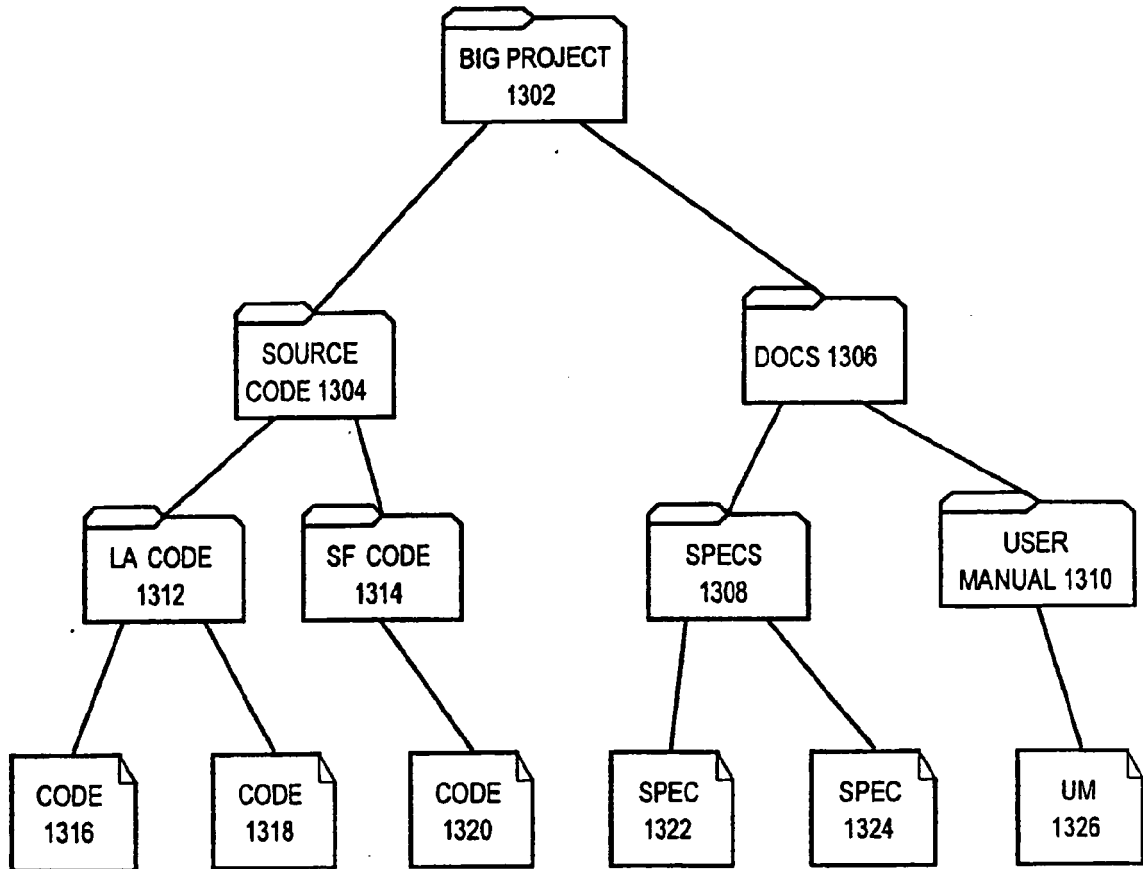 BIG PROJECT
1302
SOURCE
CODE 1304
DOCS 1306
LA CODE
1312
SF CODE
1314
SPECS
1308
USER
MANUAL 1310
CODE
1316
CODE
1318
CODE
1320
SPEC
1322
SPEC
1324
UM
1326